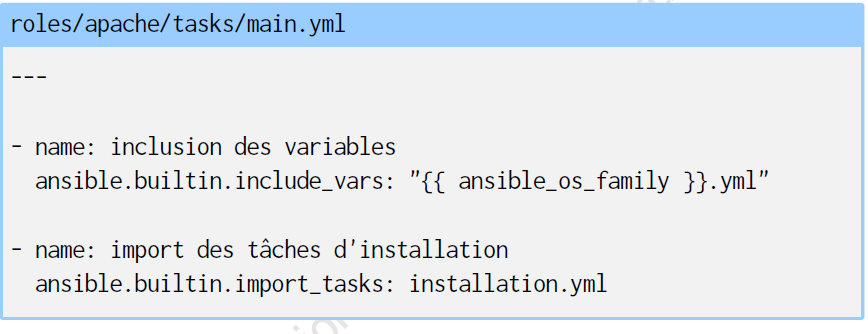 roles/apache/tasks/main.yml
---
- name: inclusion des variables
  ansible.builtin.include_vars: "{{ ansible_os_family }}.yml"
- name: import des tâches d'installation
  ansible.builtin.import_tasks: installation.yml